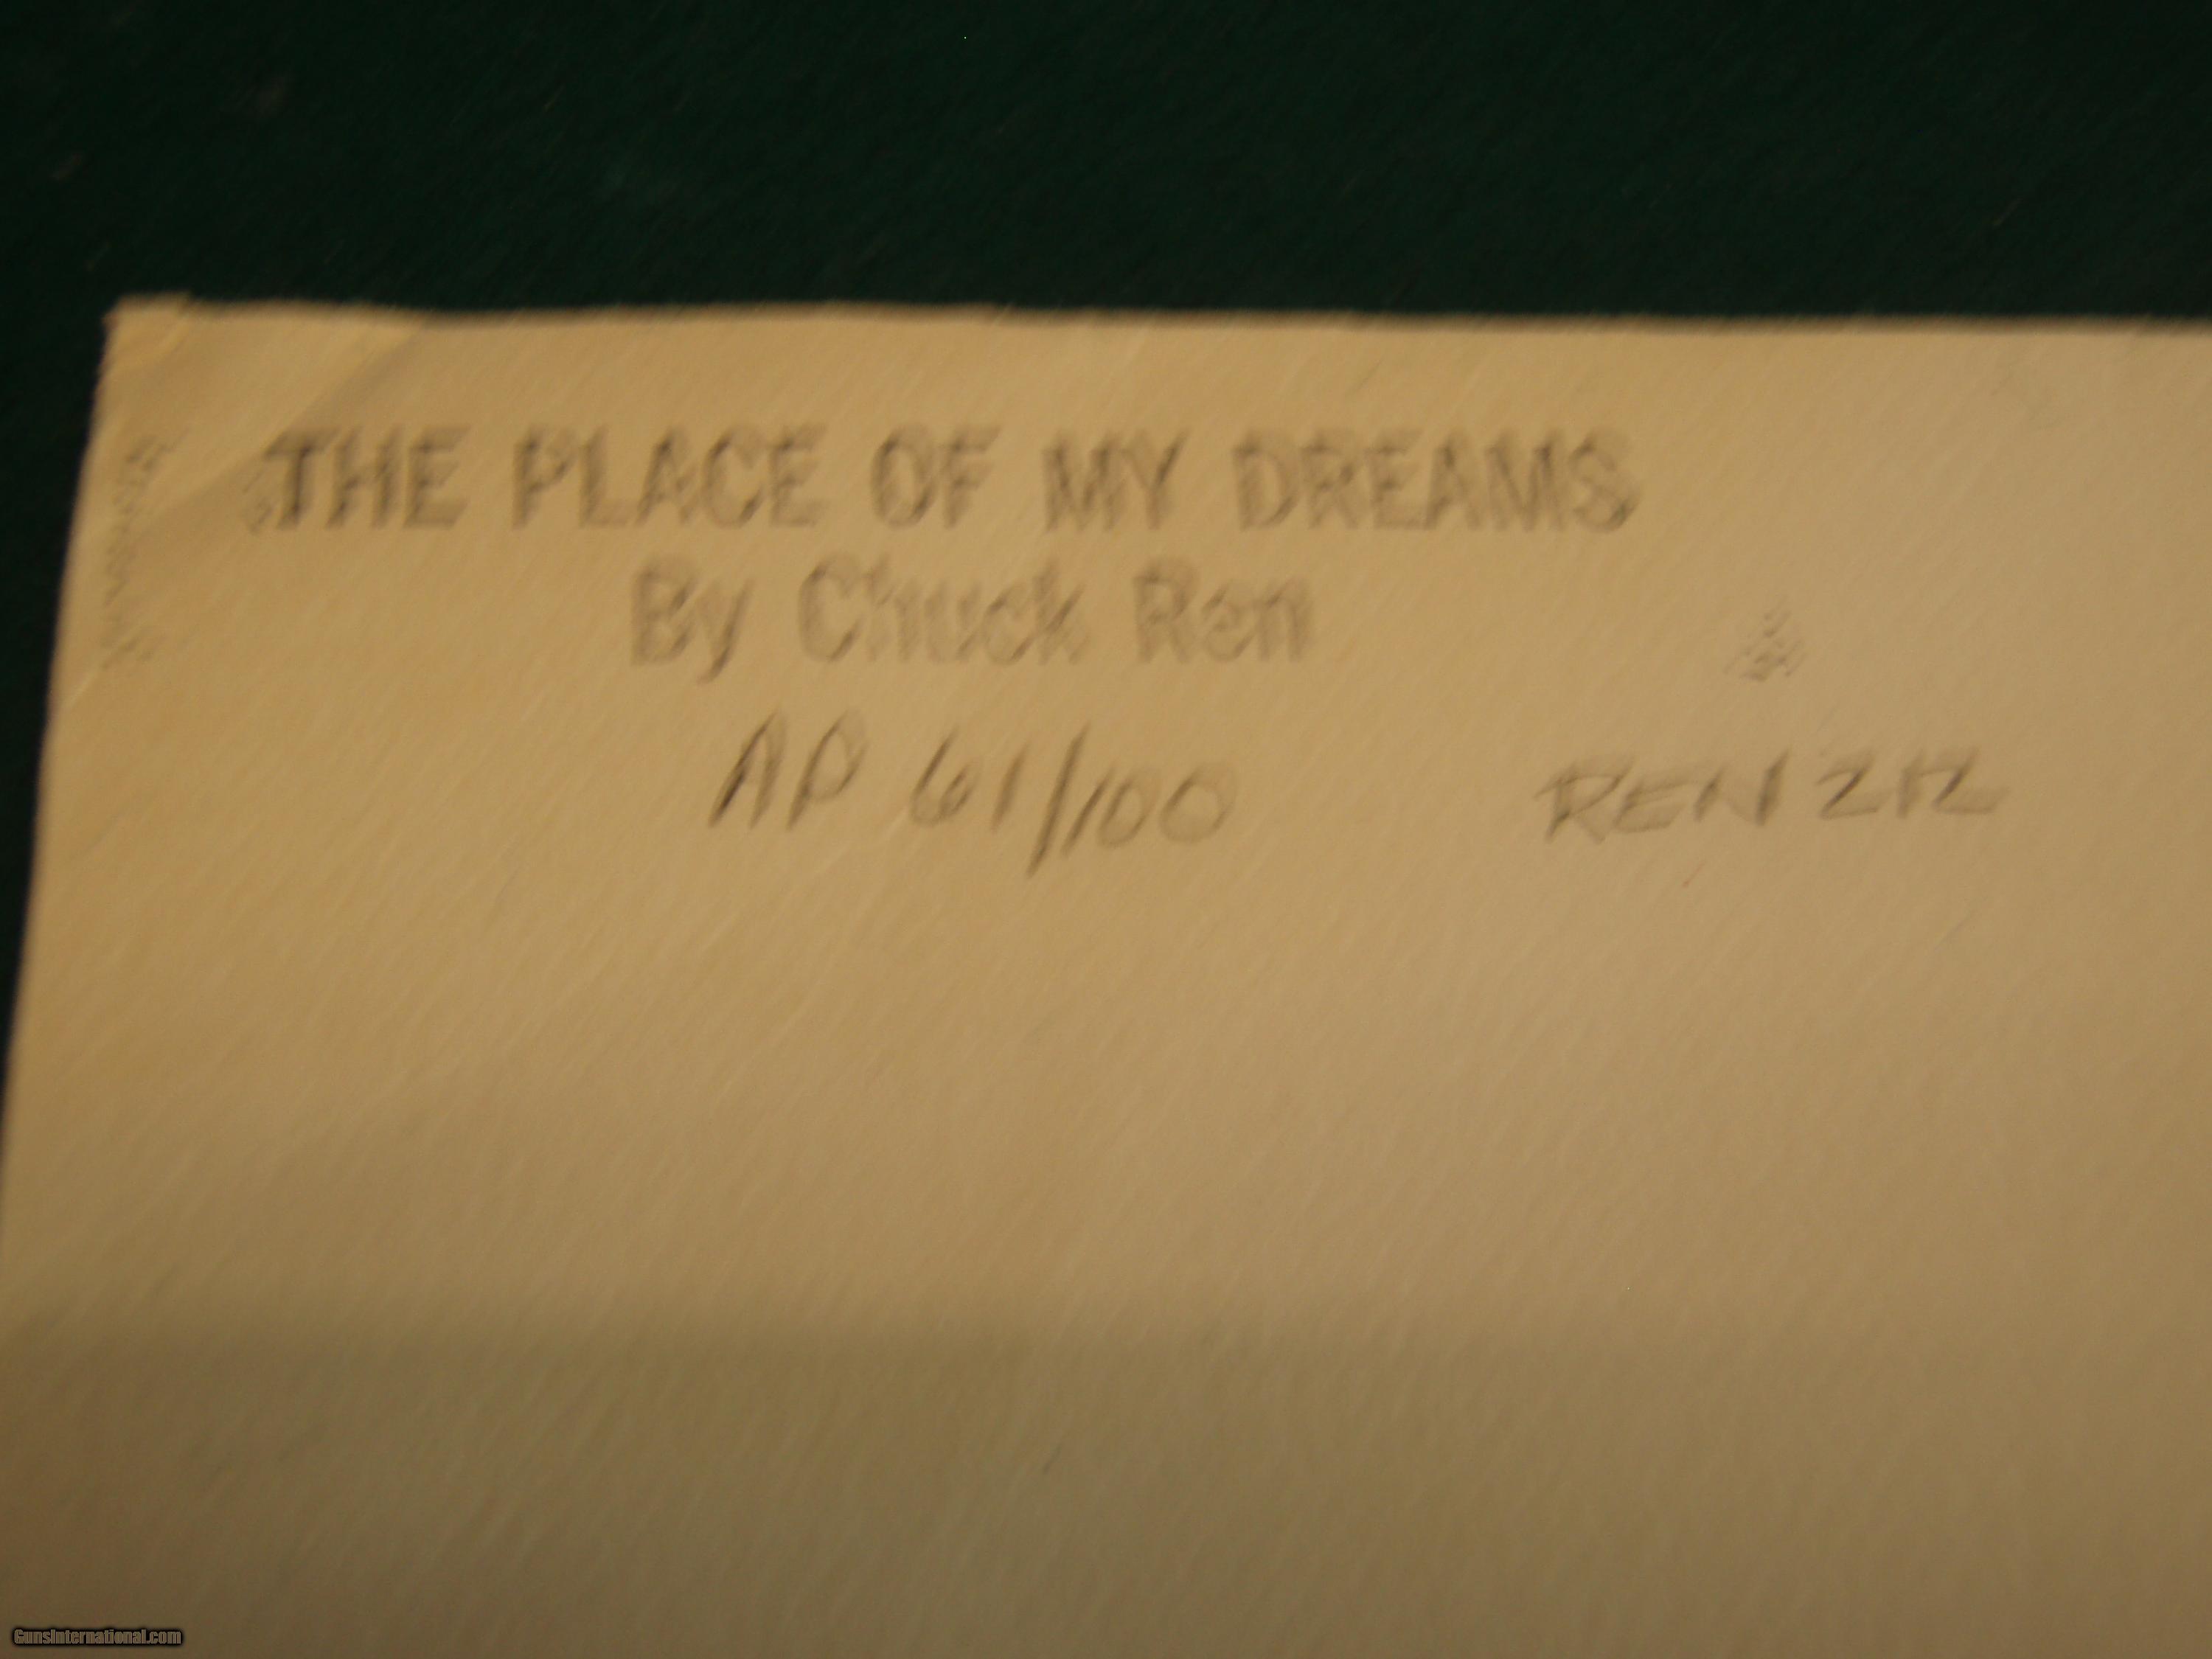 THE PLACE OF MY DREAMS
By Chuck Ren
AP 61/100
GunsInternational.com